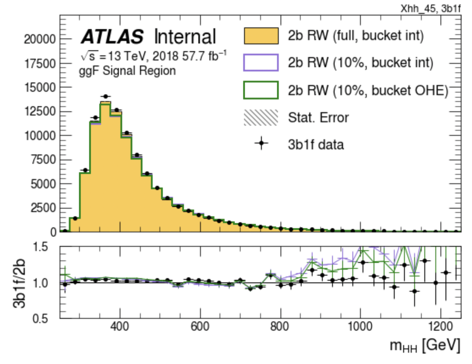 Xhh_45, 3b1f
ATLAS Internal
√s = 13 TeV, 2018 57.7 fb⁻¹
ggF Signal Region
2b RW (full, bucket int)
2b RW (10%, bucket int)
2b RW (10%, bucket OHE)
Stat. Error
3b1f data
20000
17500
15000
12500
10000
7500
5000
2500
0
1.5
1.0
0.5
3b1f/2b
400 600 800 1000 1200
mHH [GeV]